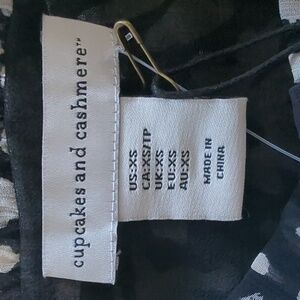 cupcakes and cashmere™
US:XS
CA:XS/TP
UK:XS
EU:XS
AU:XS
MADE IN
CHINA